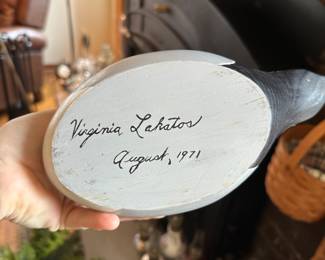 Virginia Lakatos
August, 1971